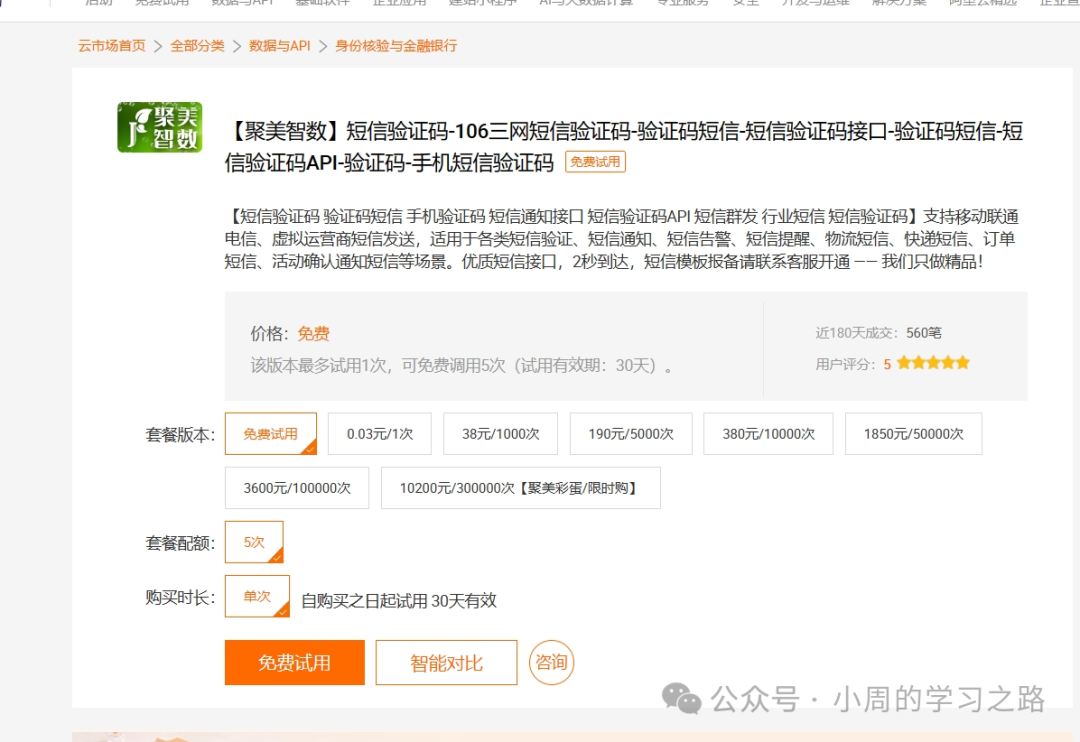 活动 免费试用 数据与API 基础软件 企业应用 建站小程序 AI与大数据计算 专业服务 安全 开发与运维 解决方案 阿里云精选
云市场首页 > 全部分类 > 数据与API > 身份核验与金融银行
聚美
智数
【聚美智数】短信验证码-106三网短信验证码-验证码短信-短信验证码接口-验证码短信-短
信验证码API-验证码-手机短信验证码 免费试用
【短信验证码 验证码短信 手机验证码 短信通知接口 短信验证码API 短信群发 行业短信 短信验证码】支持移动联通
电信、虚拟运营商短信发送，适用于各类短信验证、短信通知、短信告警、短信提醒、物流短信、快递短信、订单
短信、活动确认通知短信等场景。优质短信接口，2秒到达，短信模板报备请联系客服开通 —— 我们只做精品！
价格：免费
该版本最多试用1次，可免费调用5次（试用有效期：30天）。
近180天成交：560笔
用户评分：5
套餐版本： 免费试用 0.03元/1次 38元/1000次 190元/5000次 380元/10000次 1850元/50000次
3600元/100000次 10200元/300000次【聚美彩蛋/限时购】
套餐配额： 5次
购买时长： 单次 自购买之日起试用 30天有效
免费试用 智能对比 咨询
公众号 · 小周的学习之路